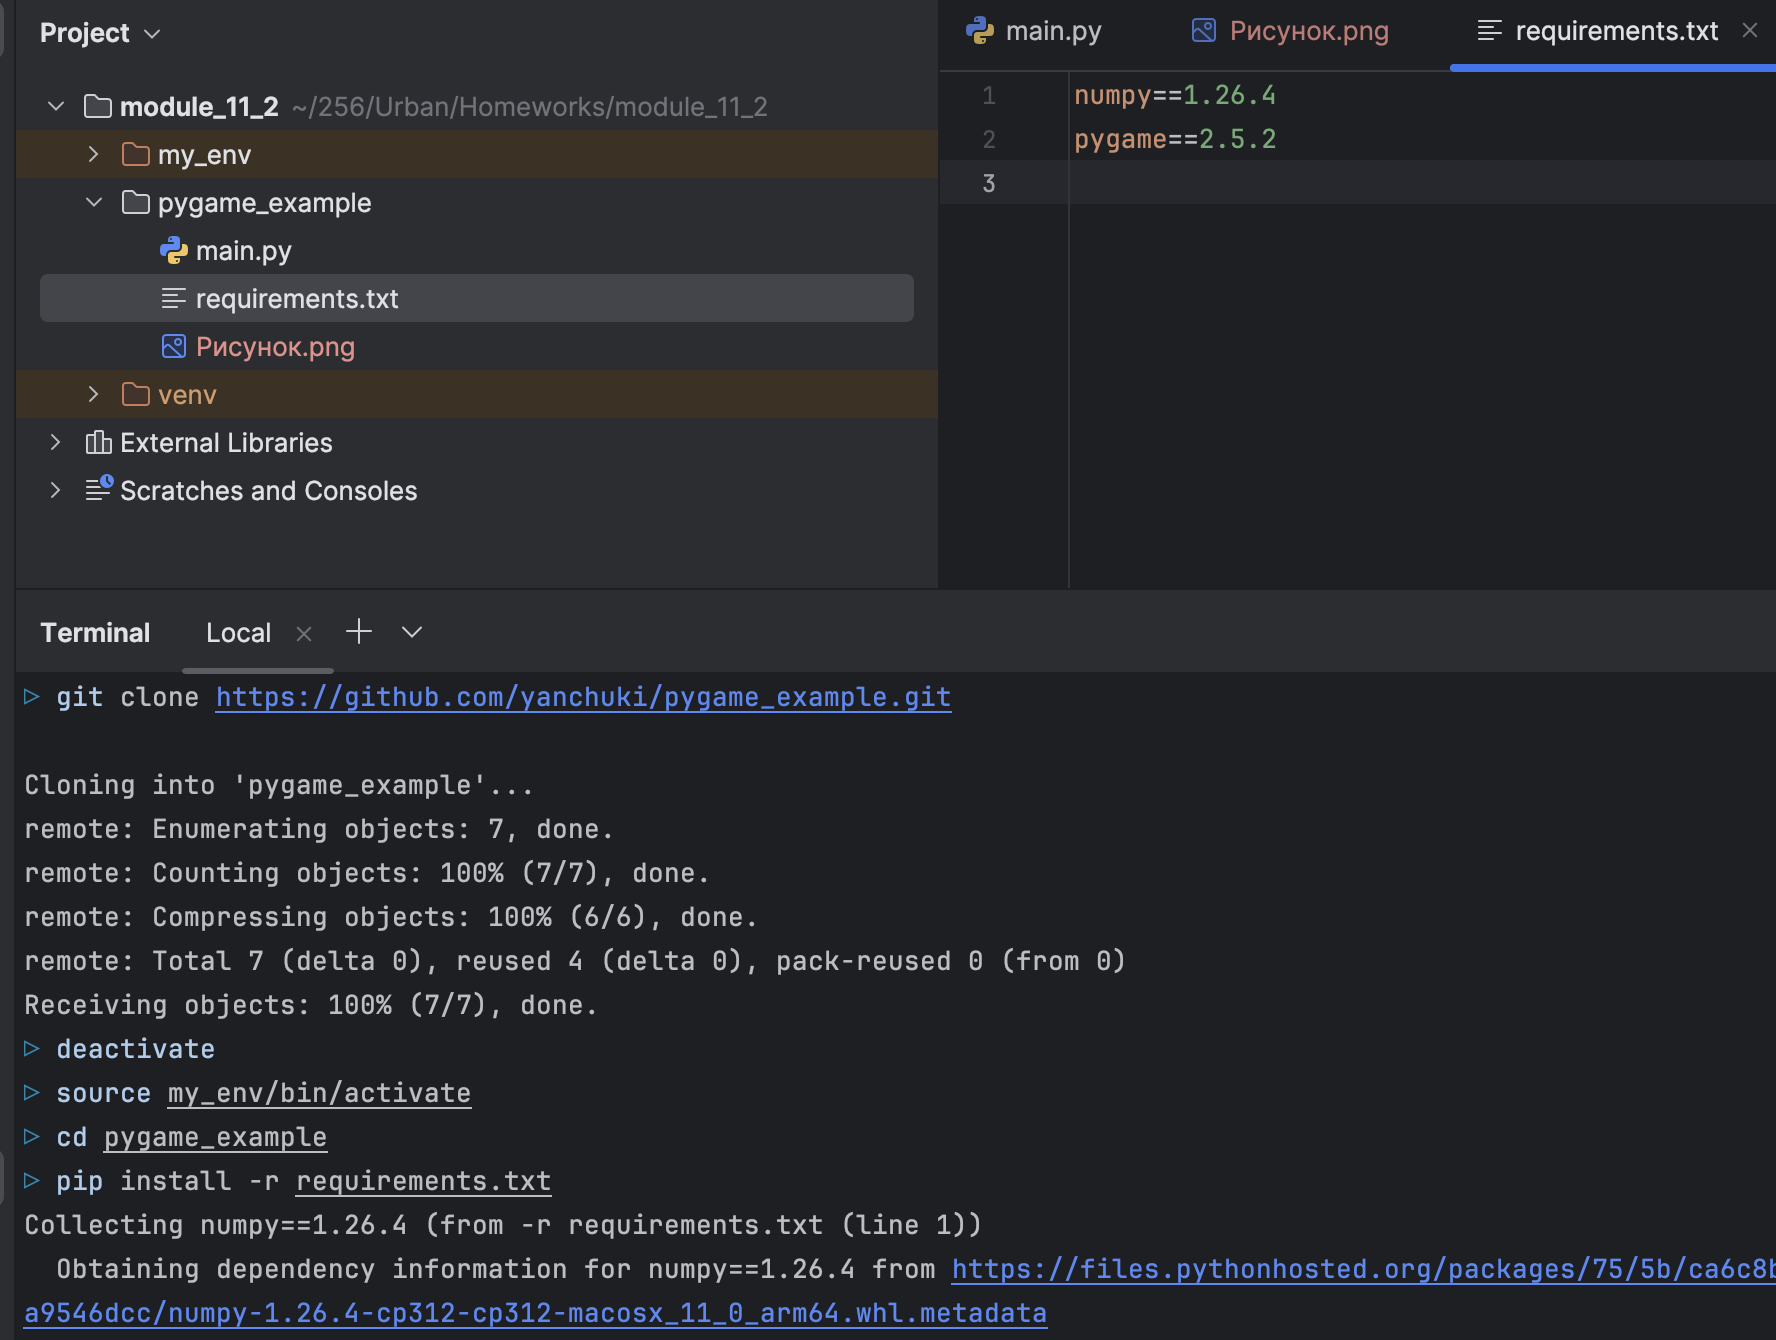 Project
module_11_2 ~/256/Urban/Homeworks/module_11_2
my_env
pygame_example
main.py
requirements.txt
Рисунок.png
venv
External Libraries
Scratches and Consoles
main.py Рисунок.png requirements.txt
1 numpy==1.26.4
2 pygame==2.5.2
3
Terminal Local
git clone https://github.com/yanchuki/pygame_example.git
Cloning into 'pygame_example'...
remote: Enumerating objects: 7, done.
remote: Counting objects: 100% (7/7), done.
remote: Compressing objects: 100% (6/6), done.
remote: Total 7 (delta 0), reused 4 (delta 0), pack-reused 0 (from 0)
Receiving objects: 100% (7/7), done.
deactivate
source my_env/bin/activate
cd pygame_example
pip install -r requirements.txt
Collecting numpy==1.26.4 (from -r requirements.txt (line 1))
Obtaining dependency information for numpy==1.26.4 from https://files.pythonhosted.org/packages/75/5b/ca6c8b
a9546dcc/numpy-1.26.4-cp312-cp312-macosx_11_0_arm64.whl.metadata